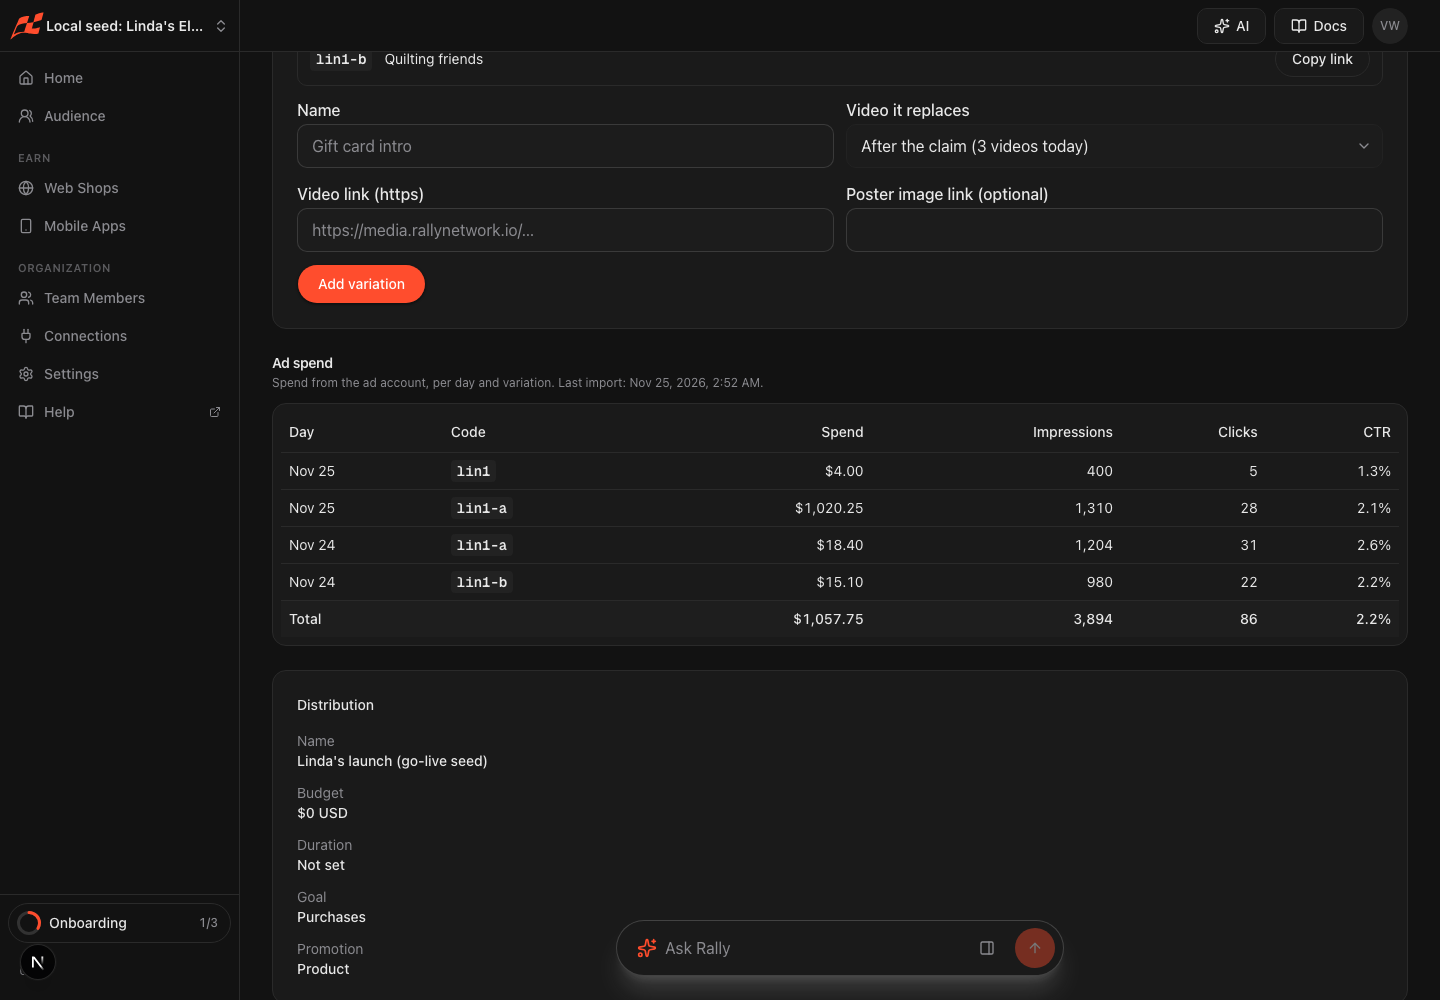 Local seed: Linda's El...
AI
Docs
VW
Home
Audience
EARN
Web Shops
Mobile Apps
ORGANIZATION
Team Members
Connections
Settings
Help
Onboarding
1/3
N
lin1-b Quilting friends
Copy link
Name
Gift card intro
Video it replaces
After the claim (3 videos today)
Video link (https)
https://media.rallynetwork.io/...
Poster image link (optional)
Add variation
Ad spend
Spend from the ad account, per day and variation. Last import: Nov 25, 2026, 2:52 AM.
Day Code Spend Impressions Clicks CTR
Nov 25 lin1 $4.00 400 5 1.3%
Nov 25 lin1-a $1,020.25 1,310 28 2.1%
Nov 24 lin1-a $18.40 1,204 31 2.6%
Nov 24 lin1-b $15.10 980 22 2.2%
Total $1,057.75 3,894 86 2.2%
Distribution
Name
Linda's launch (go-live seed)
Budget
$0 USD
Duration
Not set
Goal
Purchases
Promotion
Product
Ask Rally